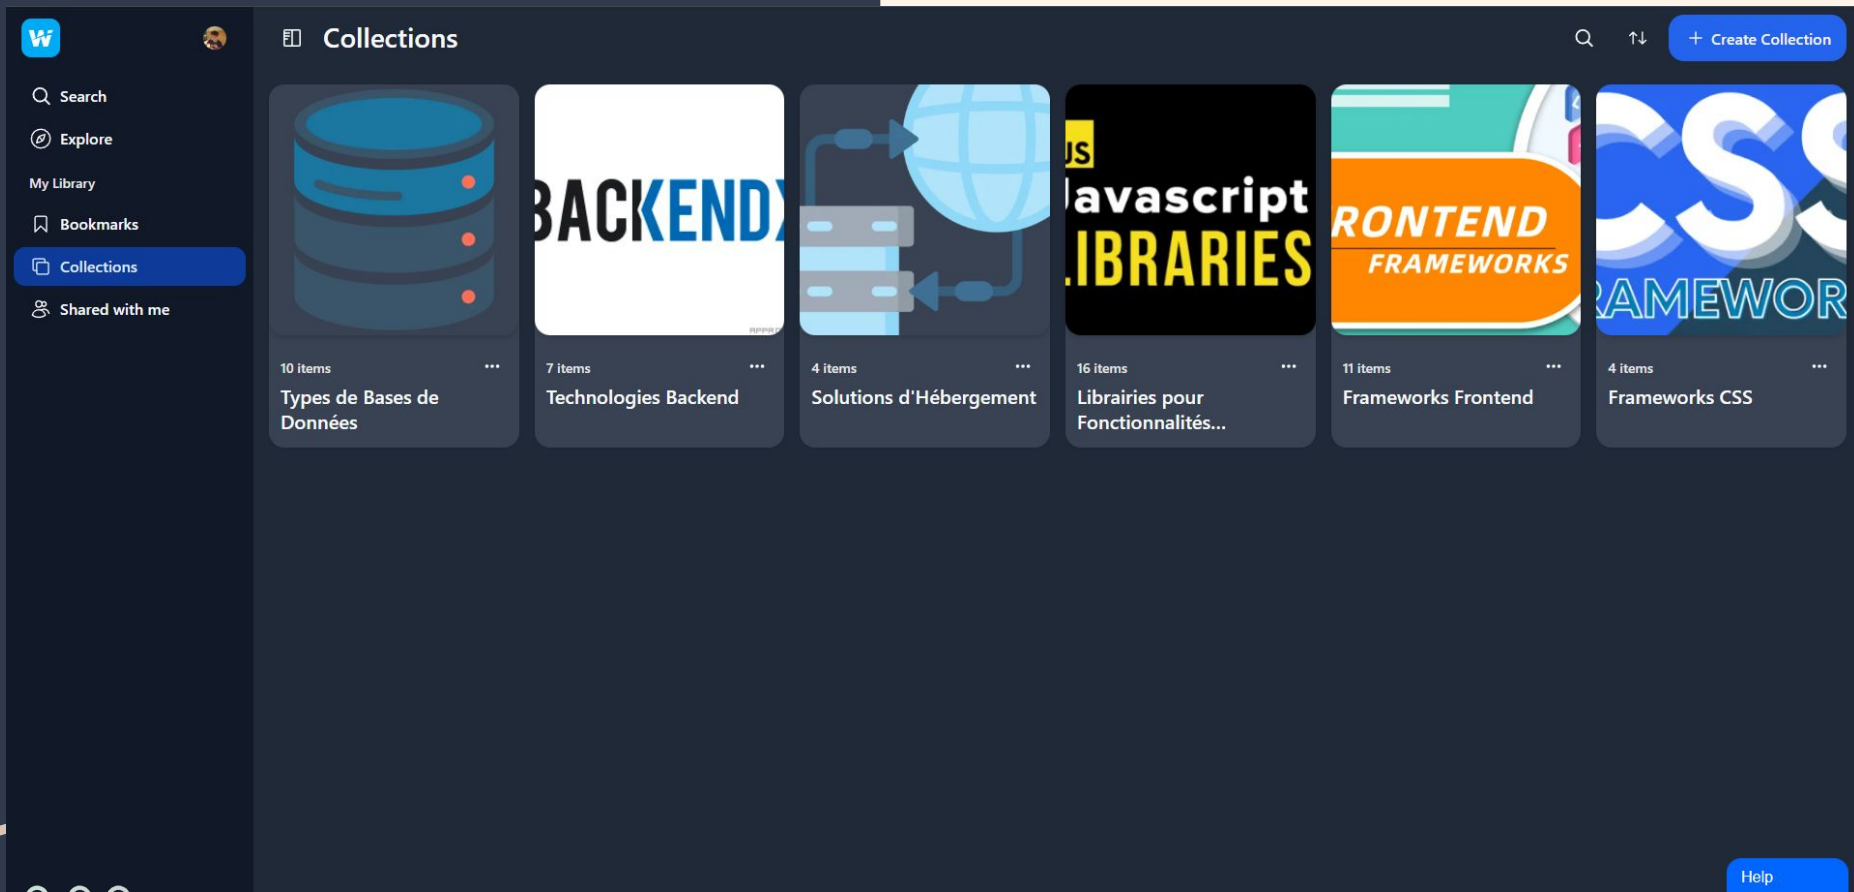 W
Collections
Create Collection
Search
Explore
My Library
Bookmarks
Collections
Shared with me
BACKEND
JS
Javascript
LIBRARIES
RONTEND
FRAMEWORKS
CSS
RAMEWOR
10 items
Types de Bases de
Données
7 items
Technologies Backend
4 items
Solutions d'Hébergement
16 items
Librairies pour
Fonctionnalités...
11 items
Frameworks Frontend
4 items
Frameworks CSS
Help